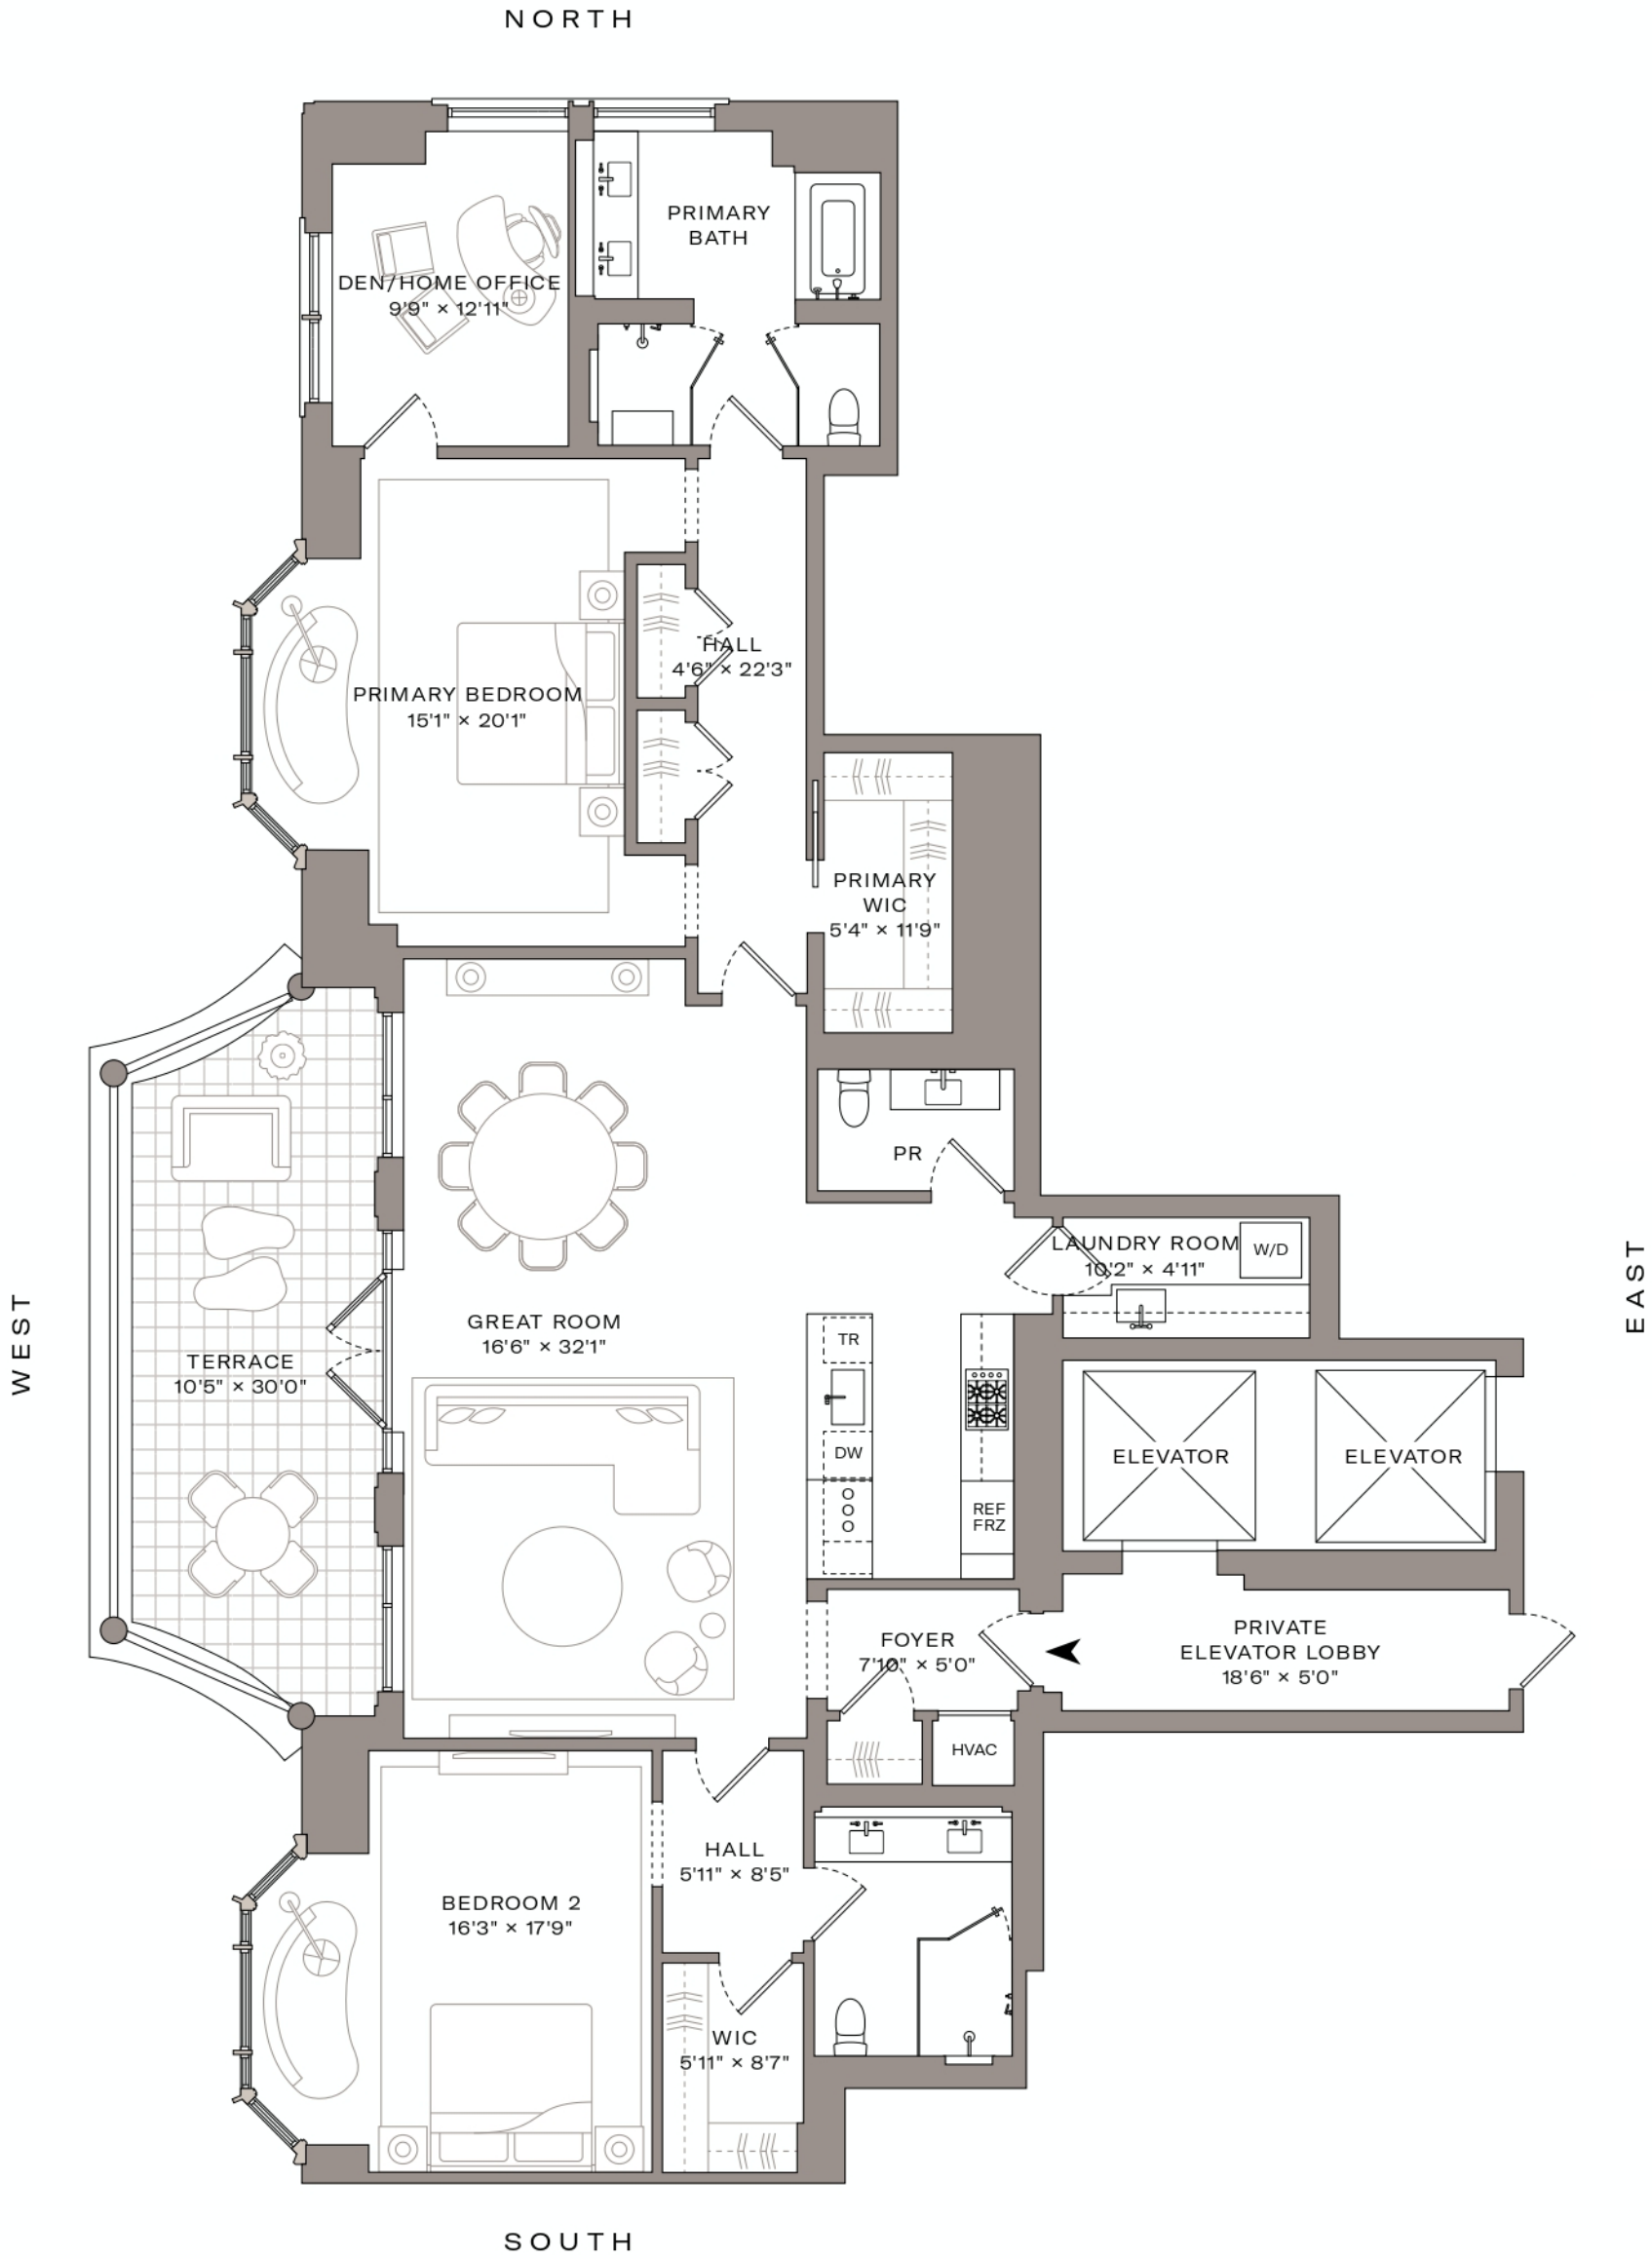 NORTH
PRIMARY
BATH
DEN/HOME OFFICE
9'9" × 12'11"
HALL
4'6" × 22'3"
PRIMARY BEDROOM
15'1" × 20'1"
PRIMARY
WIC
5'4" × 11'9"
PR
LAUNDRY ROOM
10'2" × 4'11"
W/D
WEST
EAST
GREAT ROOM
16'6" × 32'1"
TERRACE
10'5" × 30'0"
TR
DW
REF
FRZ
ELEVATOR
ELEVATOR
FOYER
7'10" × 5'0"
PRIVATE
ELEVATOR LOBBY
18'6" × 5'0"
HVAC
HALL
5'11" × 8'5"
BEDROOM 2
16'3" × 17'9"
WIC
5'11" × 8'7"
SOUTH